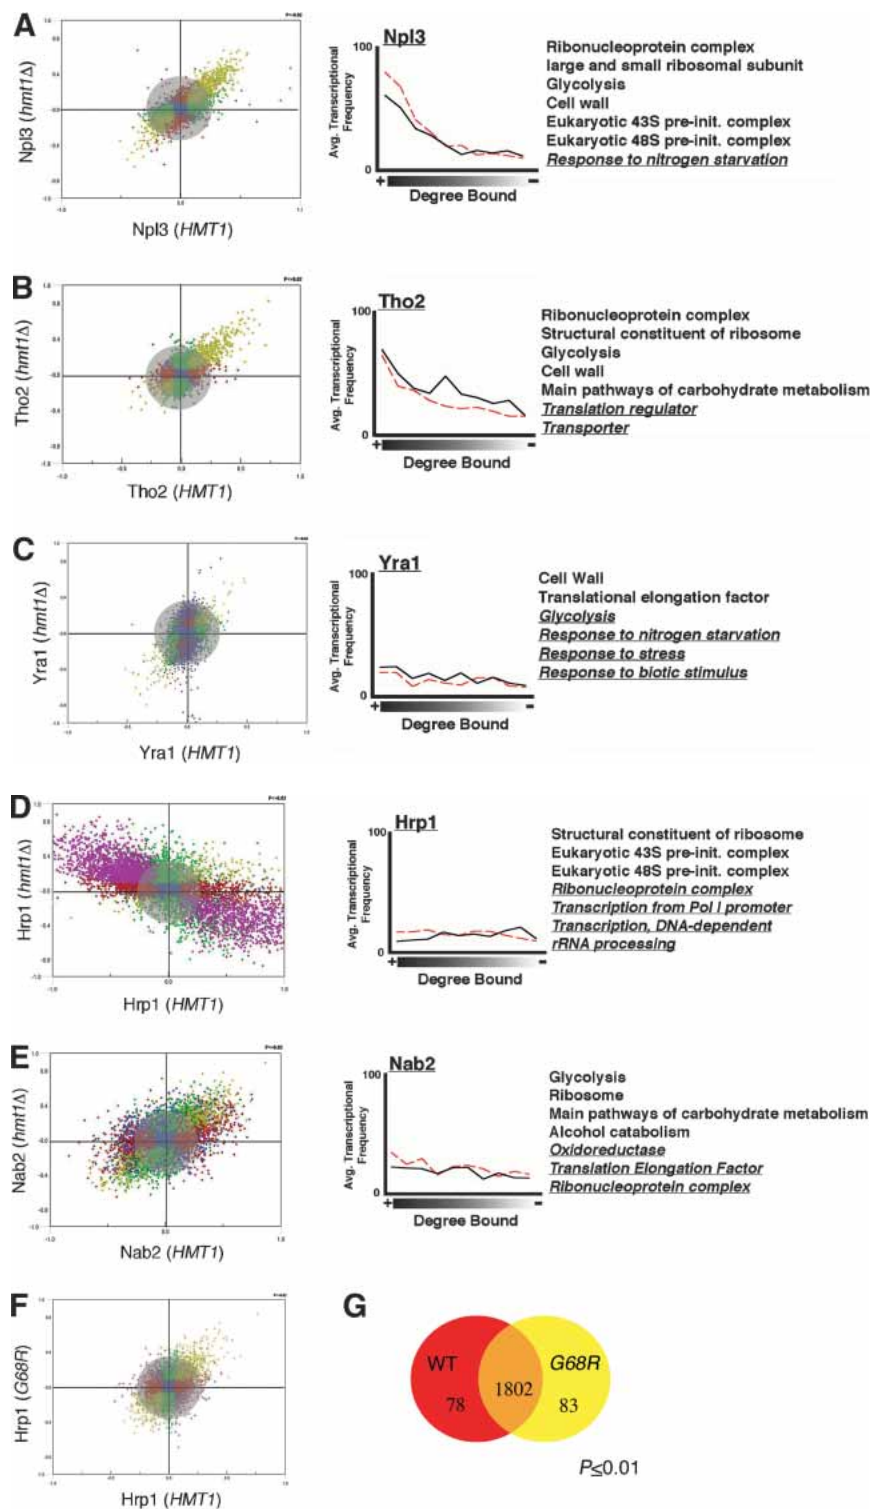 A
Npl3 (hmt1Δ)
Npl3 (HMT1)
Npl3
100
Avg. Transcriptional
Frequency
0
+
-
Degree Bound
Ribonucleoprotein complex
large and small ribosomal subunit
Glycolysis
Cell wall
Eukaryotic 43S pre-init. complex
Eukaryotic 48S pre-init. complex
Response to nitrogen starvation
B
Tho2 (hmt1Δ)
Tho2 (HMT1)
Tho2
100
Avg. Transcriptional
Frequency
0
+
-
Degree Bound
Ribonucleoprotein complex
Structural constituent of ribosome
Glycolysis
Cell wall
Main pathways of carbohydrate metabolism
Translation regulator
Transporter
C
Yra1 (hmt1Δ)
Yra1 (HMT1)
Yra1
100
Avg. Transcriptional
Frequency
0
+
-
Degree Bound
Cell Wall
Translational elongation factor
Glycolysis
Response to nitrogen starvation
Response to stress
Response to biotic stimulus
D
Hrp1 (hmt1Δ)
Hrp1 (HMT1)
Hrp1
100
Avg. Transcriptional
Frequency
0
+
-
Degree Bound
Structural constituent of ribosome
Eukaryotic 43S pre-init. complex
Eukaryotic 48S pre-init. complex
Ribonucleoprotein complex
Transcription from Pol I promoter
Transcription, DNA-dependent
rRNA processing
E
Nab2 (hmt1Δ)
Nab2 (HMT1)
Nab2
100
Avg. Transcriptional
Frequency
0
+
-
Degree Bound
Glycolysis
Ribosome
Main pathways of carbohydrate metabolism
Alcohol catabolism
Oxidoreductase
Translation Elongation Factor
Ribonucleoprotein complex
F
Hrp1 (G68R)
Hrp1 (HMT1)
G
WT
G68R
78
1802
83
P≤0.01